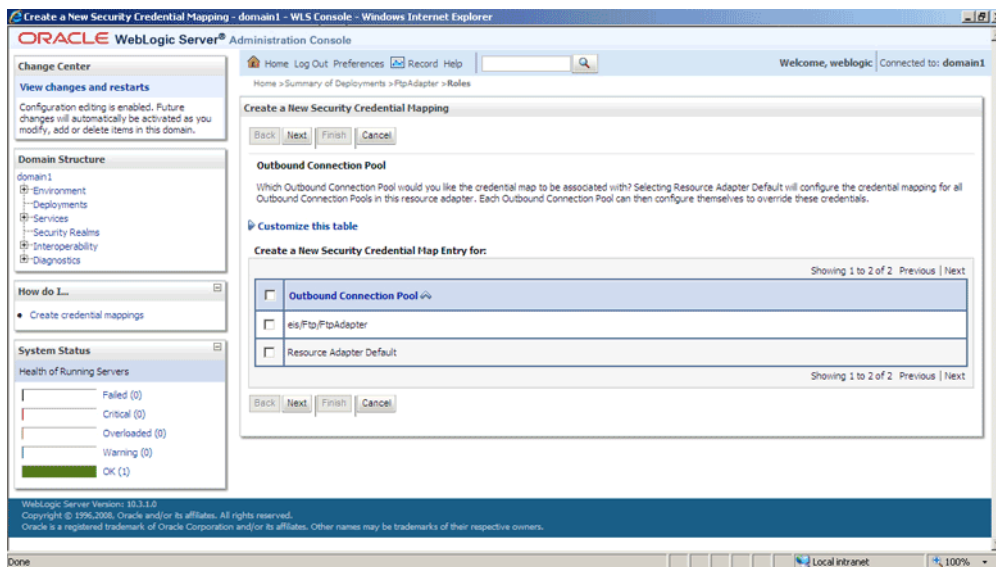 Create a New Security Credential Mapping - domain1 - WLS Console - Windows Internet Explorer
ORACLE WebLogic Server® Administration Console
Change Center
View changes and restarts
Configuration editing is enabled. Future
changes will automatically be activated as you
modify, add or delete items in this domain.
Domain Structure
domain1
Environment
Deployments
Services
Security Realms
Interoperability
Diagnostics
How do I...
Create credential mappings
System Status
Health of Running Servers
Failed (0)
Critical (0)
Overloaded (0)
Warning (0)
OK (1)
Home Log Out Preferences Record Help
Welcome, weblogic Connected to: domain1
Home >Summary of Deployments >FtpAdapter >Roles
Create a New Security Credential Mapping
Back Next Finish Cancel
Outbound Connection Pool
Which Outbound Connection Pool would you like the credential map to be associated with? Selecting Resource Adapter Default will configure the credential mapping for all
Outbound Connection Pools in this resource adapter. Each Outbound Connection Pool can then configure themselves to override these credentials.
Customize this table
Create a New Security Credential Map Entry for:
Showing 1 to 2 of 2 Previous | Next
Outbound Connection Pool
eis/Ftp/FtpAdapter
Resource Adapter Default
Showing 1 to 2 of 2 Previous | Next
Back Next Finish Cancel
WebLogic Server Version: 10.3.1.0
Copyright © 1996,2008, Oracle and/or its affiliates. All rights reserved.
Oracle is a registered trademark of Oracle Corporation and/or its affiliates. Other names may be trademarks of their respective owners.
Done
Local intranet
100%